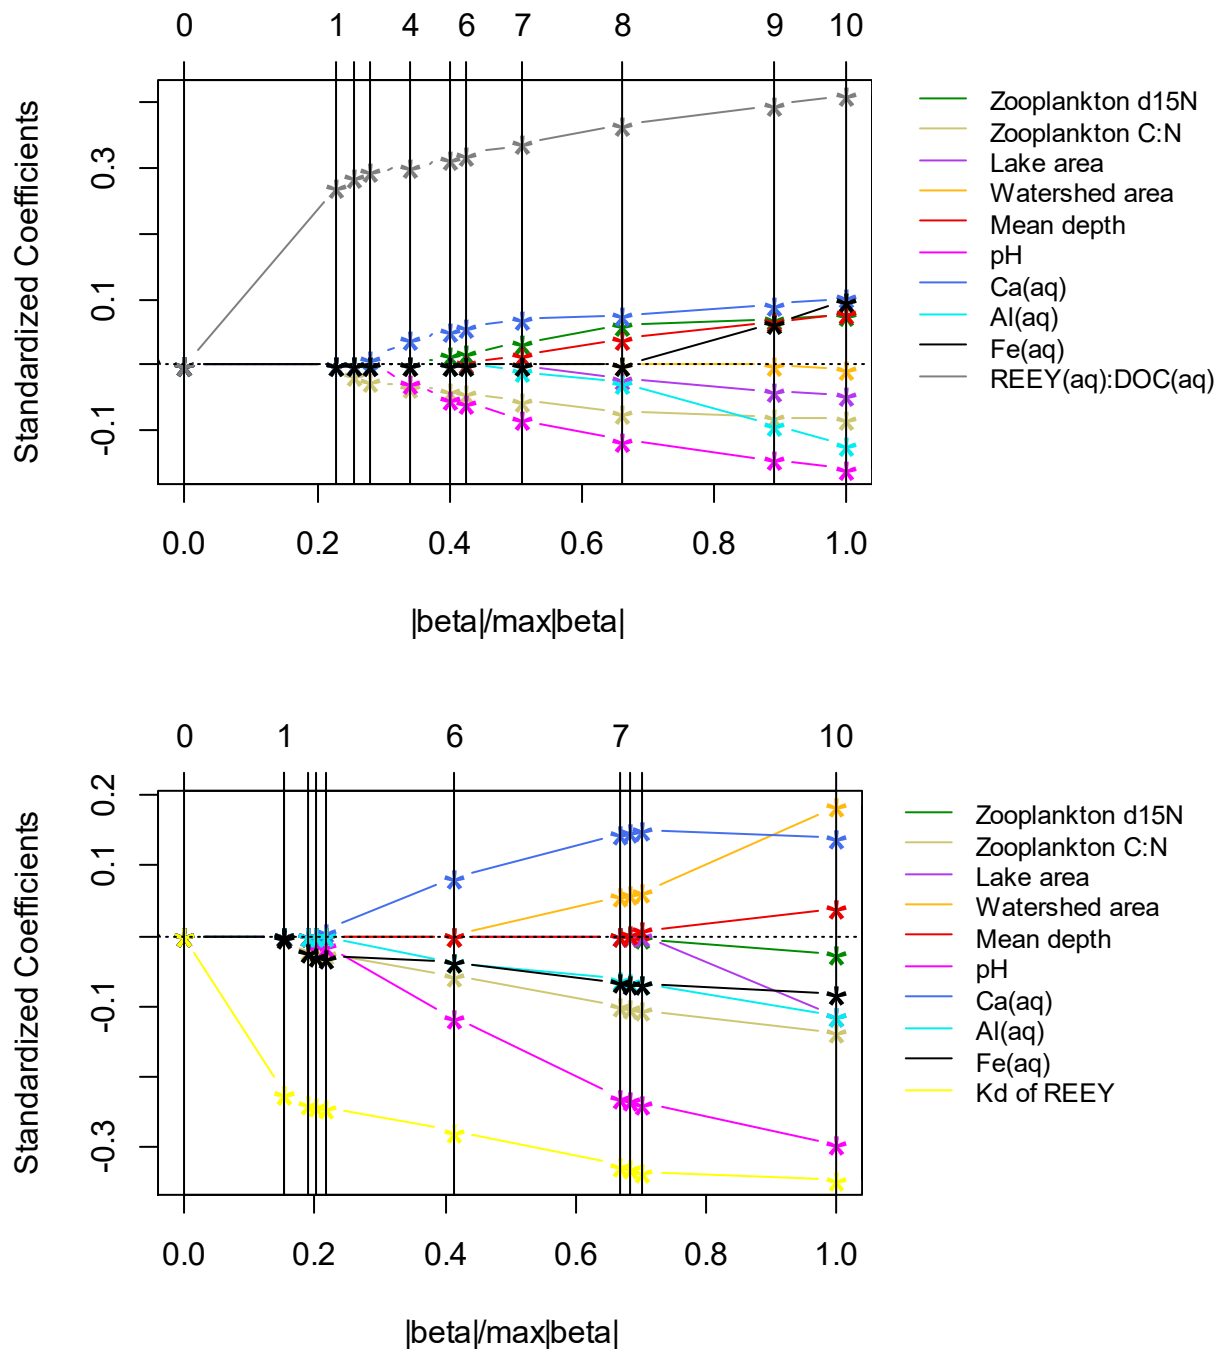 0 1 4 6 7 8 9 10
Standardized Coefficients
0.3
0.1
-0.1
0.0 0.2 0.4 0.6 0.8 1.0
|beta|/max|beta|
Zooplankton d15N
Zooplankton C:N
Lake area
Watershed area
Mean depth
pH
Ca(aq)
Al(aq)
Fe(aq)
REEY(aq):DOC(aq)
0 1 6 7 10
Standardized Coefficients
0.2
0.1
-0.1
-0.3
0.0 0.2 0.4 0.6 0.8 1.0
|beta|/max|beta|
Zooplankton d15N
Zooplankton C:N
Lake area
Watershed area
Mean depth
pH
Ca(aq)
Al(aq)
Fe(aq)
Kd of REEY